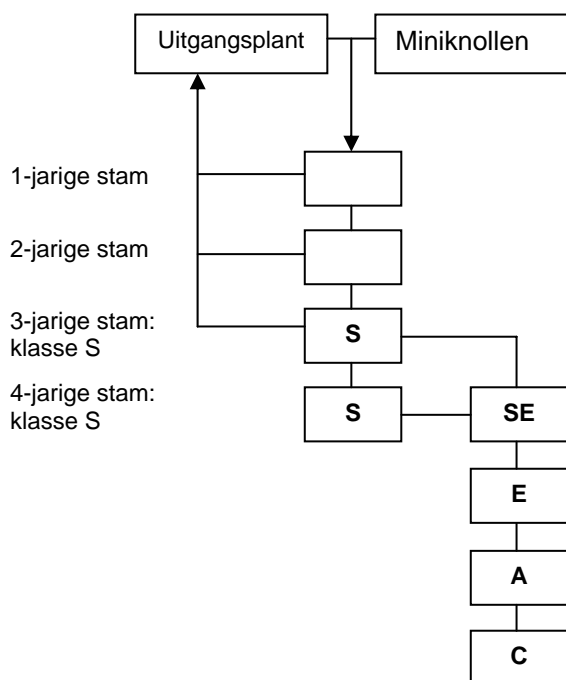 Uitgangsplant
Miniknollen
1-jarige stam
2-jarige stam
3-jarige stam:
klasse S
S
4-jarige stam:
klasse S
S
SE
E
A
C